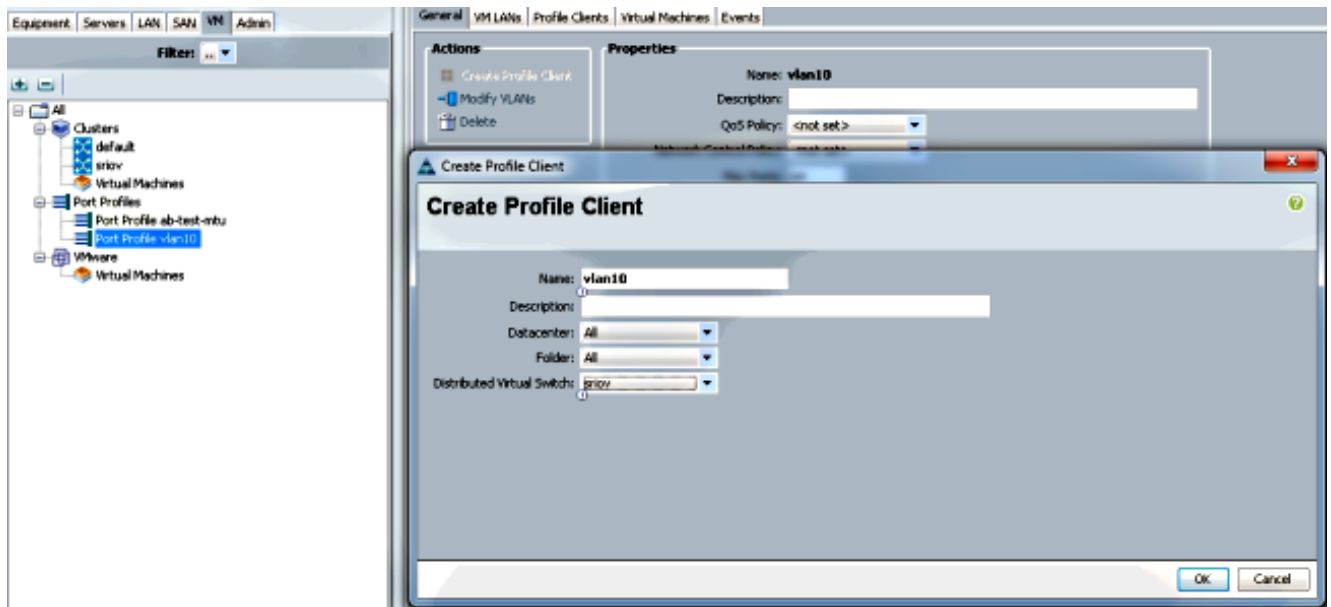 Equipment Servers LAN SAN VM Admin
Filter: ..
All
Clusters
default
sriov
Virtual Machines
Port Profiles
Port Profile ab-test-mtu
Port Profile vlan10
VMware
Virtual Machines
General VM LANs Profile Clients Virtual Machines Events
Actions
Create Profile Client
Modify VLANs
Delete
Properties
Name: vlan10
Description:
QoS Policy: <not set>
Create Profile Client
Create Profile Client
Name: vlan10
Description:
Datacenter: All
Folder: All
Distributed Virtual Switch: sriov
OK Cancel